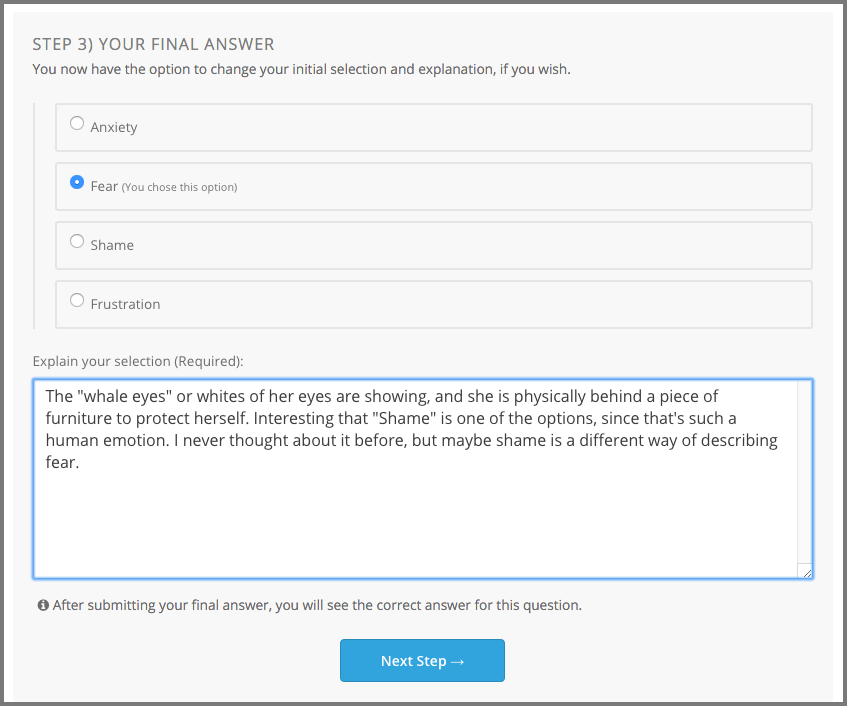 STEP 3) YOUR FINAL ANSWER
You now have the option to change your initial selection and explanation, if you wish.
Anxiety
Fear (You chose this option)
Shame
Frustration
Explain your selection (Required):
The "whale eyes" or whites of her eyes are showing, and she is physically behind a piece of
furniture to protect herself. Interesting that "Shame" is one of the options, since that's such a
human emotion. I never thought about it before, but maybe shame is a different way of describing
fear.
After submitting your final answer, you will see the correct answer for this question.
Next Step →